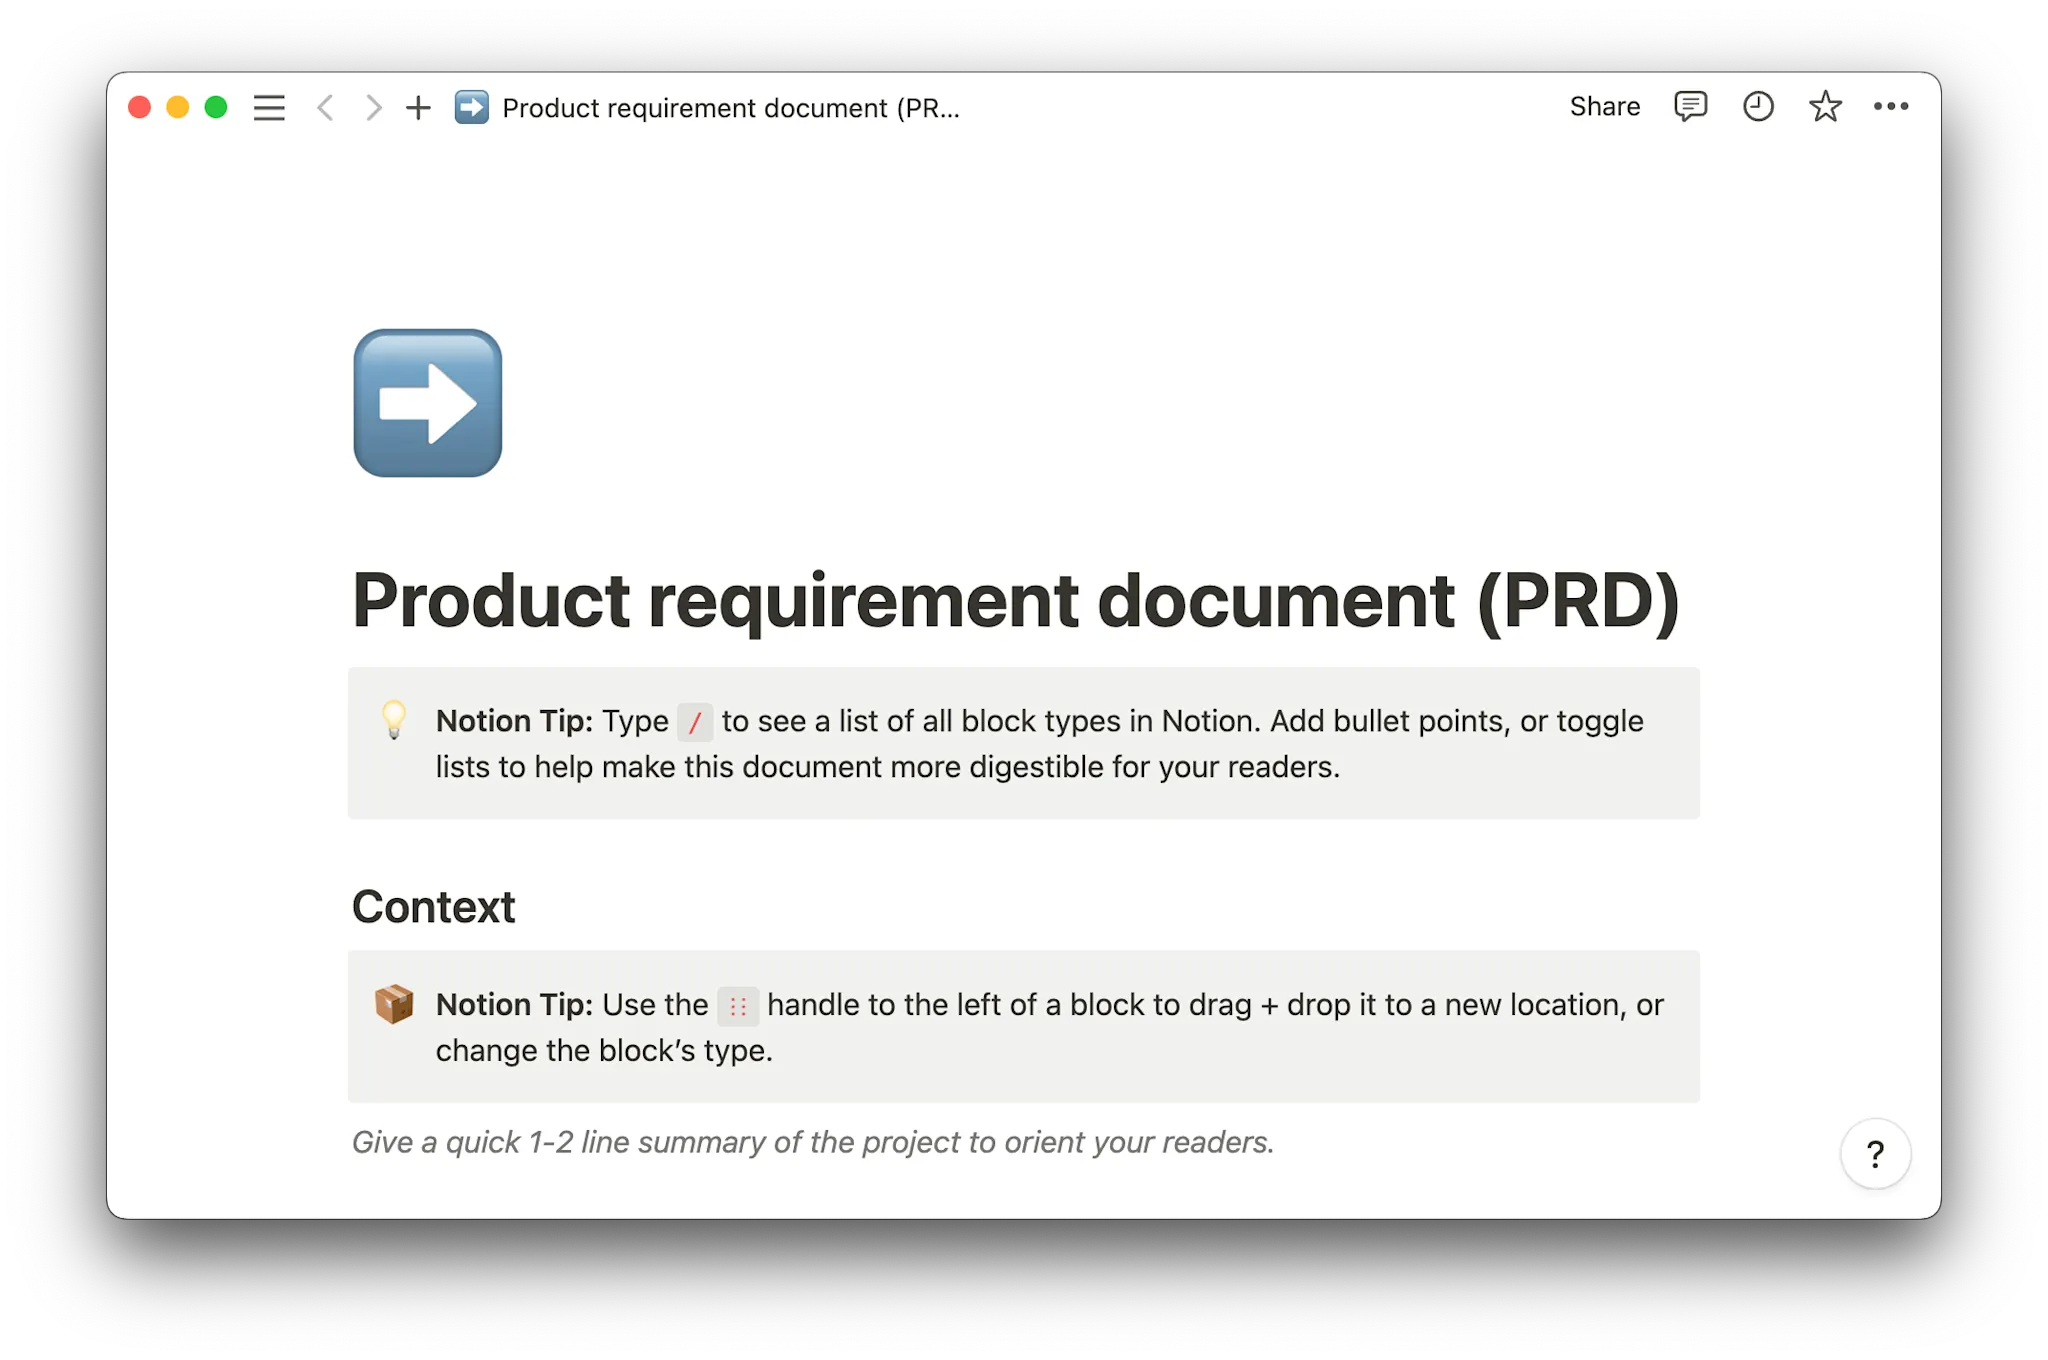 Product requirement document (PR...
Share
Product requirement document (PRD)
Notion Tip: Type / to see a list of all block types in Notion. Add bullet points, or toggle
lists to help make this document more digestible for your readers.
Context
Notion Tip: Use the ⋮⋮ handle to the left of a block to drag + drop it to a new location, or
change the block’s type.
Give a quick 1-2 line summary of the project to orient your readers.
?